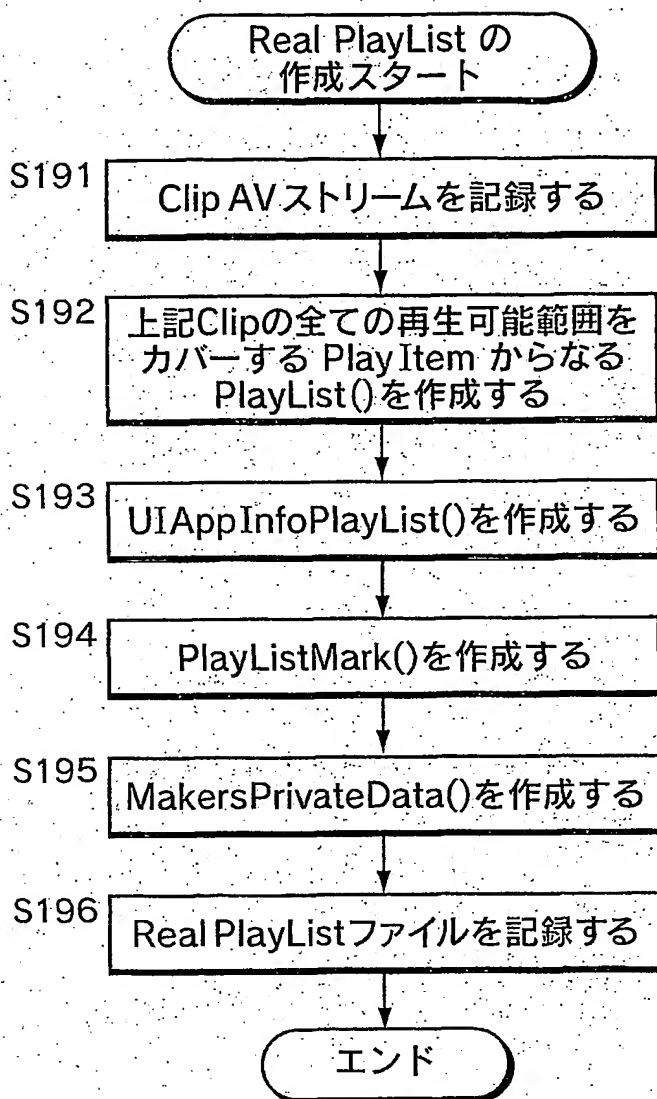 Real PlayList の
作成スタート
S191
Clip AVストリームを記録する
S192
上記Clipの全ての再生可能範囲を
カバーする PlayItem からなる
PlayList()を作成する
S193
UIAppInfoPlayList()を作成する
S194
PlayListMark()を作成する
S195
MakersPrivateData()を作成する
S196
Real PlayListファイルを記録する
エンド